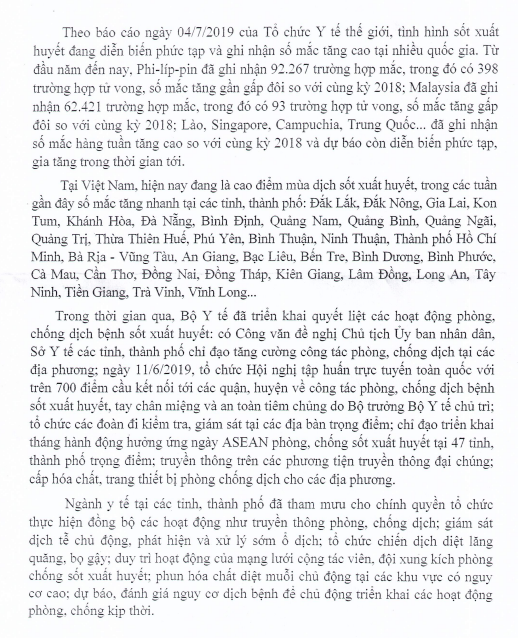 Theo báo cáo ngày 04/7/2019 của Tổ chức Y tế thế giới, tình hình sốt xuất
huyết đang diễn biến phức tạp và ghi nhận số mắc tăng cao tại nhiều quốc gia. Từ
đầu năm đến nay, Phi-líp-pin đã ghi nhận 92.267 trường hợp mắc, trong đó có 398
trường hợp tử vong, số mắc tăng gần gấp đôi so với cùng kỳ 2018; Malaysia đã ghi
nhận 62.421 trường hợp mắc, trong đó có 93 trường hợp tử vong, số mắc tăng gấp
đôi so với cùng kỳ 2018; Lào, Singapore, Campuchia, Trung Quốc... đã ghi nhận
số mắc hàng tuần tăng cao so với cùng kỳ 2018 và dự báo còn diễn biến phức tạp,
gia tăng trong thời gian tới.
Tại Việt Nam, hiện nay đang là cao điểm mùa dịch sốt xuất huyết, trong các tuần
gần đây số mắc tăng nhanh tại các tỉnh, thành phố: Đắk Lắk, Đắk Nông, Gia Lai, Kon
Tum, Khánh Hòa, Đà Nẵng, Bình Định, Quảng Nam, Quảng Bình, Quảng Ngãi,
Quảng Trị, Thừa Thiên Huế, Phú Yên, Bình Thuận, Ninh Thuận, Thành phố Hồ Chí
Minh, Bà Rịa - Vũng Tàu, An Giang, Bạc Liêu, Bến Tre, Bình Dương, Bình Phước,
Cà Mau, Cần Thơ, Đồng Nai, Đồng Tháp, Kiên Giang, Lâm Đồng, Long An, Tây
Ninh, Tiền Giang, Trà Vinh, Vĩnh Long...
Trong thời gian qua, Bộ Y tế đã triển khai quyết liệt các hoạt động phòng,
chống dịch bệnh sốt xuất huyết: có Công văn đề nghị Chủ tịch Ủy ban nhân dân,
Sở Y tế các tỉnh, thành phố chỉ đạo tăng cường công tác phòng, chống dịch tại các
địa phương; ngày 11/6/2019, tổ chức Hội nghị tập huấn trực tuyến toàn quốc với
trên 700 điểm cầu kết nối tới các quận, huyện về công tác phòng, chống dịch bệnh
sốt xuất huyết, tay chân miệng và an toàn tiêm chủng do Bộ trưởng Bộ Y tế chủ trì;
tổ chức các đoàn đi kiểm tra, giám sát tại các địa bàn trọng điểm; chỉ đạo triển khai
tháng hành động hưởng ứng ngày ASEAN phòng, chống sốt xuất huyết tại 47 tỉnh,
thành phố trọng điểm; truyền thông trên các phương tiện truyền thông đại chúng;
cấp hóa chất, trang thiết bị phòng chống dịch cho các địa phương.
Ngành y tế tại các tỉnh, thành phố đã tham mưu cho chính quyền tổ chức
thực hiện đồng bộ các hoạt động như truyền thông phòng, chống dịch; giám sát
dịch tễ chủ động, phát hiện và xử lý sớm ổ dịch; tổ chức chiến dịch diệt lăng
quăng, bọ gậy; duy trì hoạt động của mạng lưới cộng tác viên, đội xung kích phòng
chống sốt xuất huyết; phun hóa chất diệt muỗi chủ động tại các khu vực có nguy
cơ cao; dự báo, đánh giá nguy cơ dịch bệnh để chủ động triển khai các hoạt động
phòng, chống kịp thời.